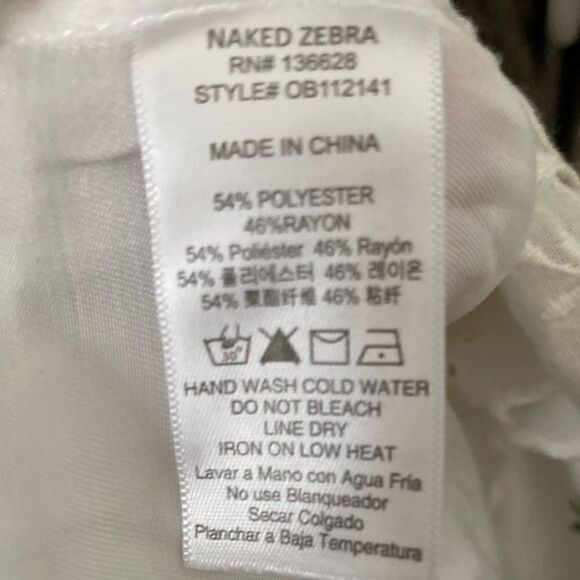 NAKED ZEBRA
RN# 136628
STYLE# OB112141
MADE IN CHINA
54% POLYESTER
46%RAYON
54% Poliéster 46% Rayón
54% 폴리에스터 46% 레이온
54% 聚酯纤维 46% 粘纤
30°
HAND WASH COLD WATER
DO NOT BLEACH
LINE DRY
IRON ON LOW HEAT
Lavar a Mano con Agua Fría
No use Blanqueador
Secar Colgado
Planchar a Baja Temperatura